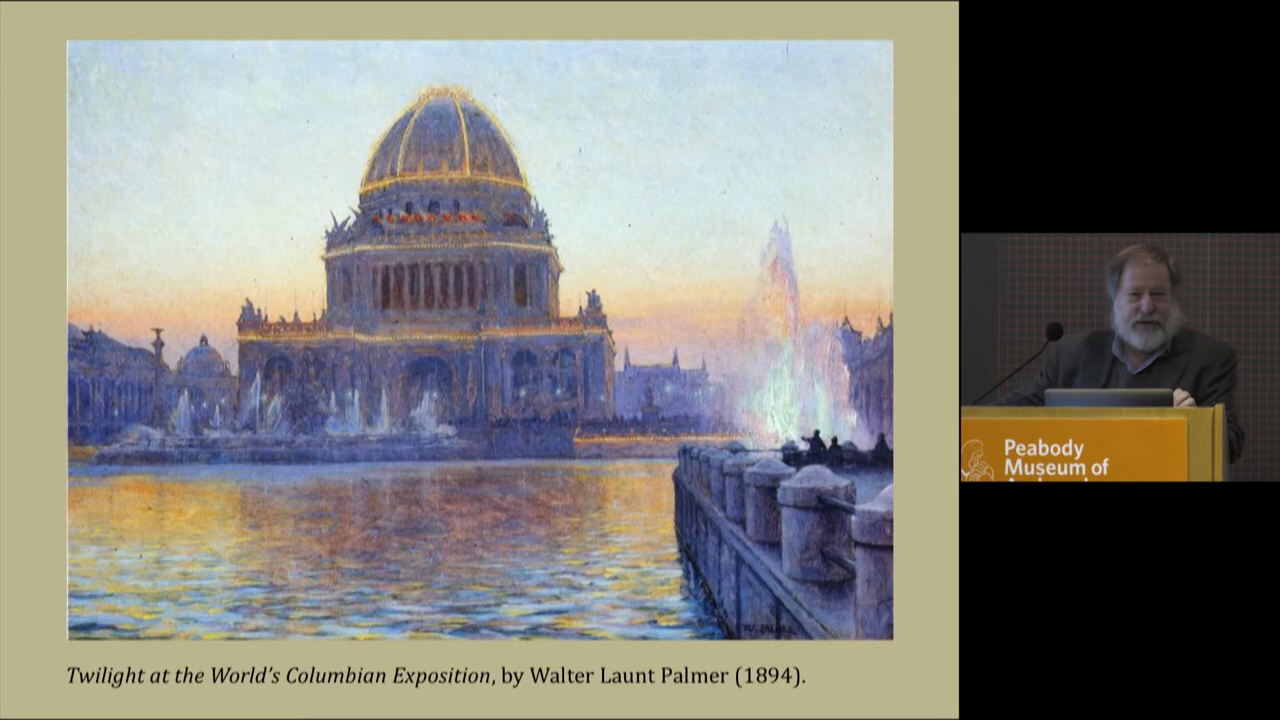 Twilight at the World's Columbian Exposition, by Walter Launt Palmer (1894).
Peabody
Museum of